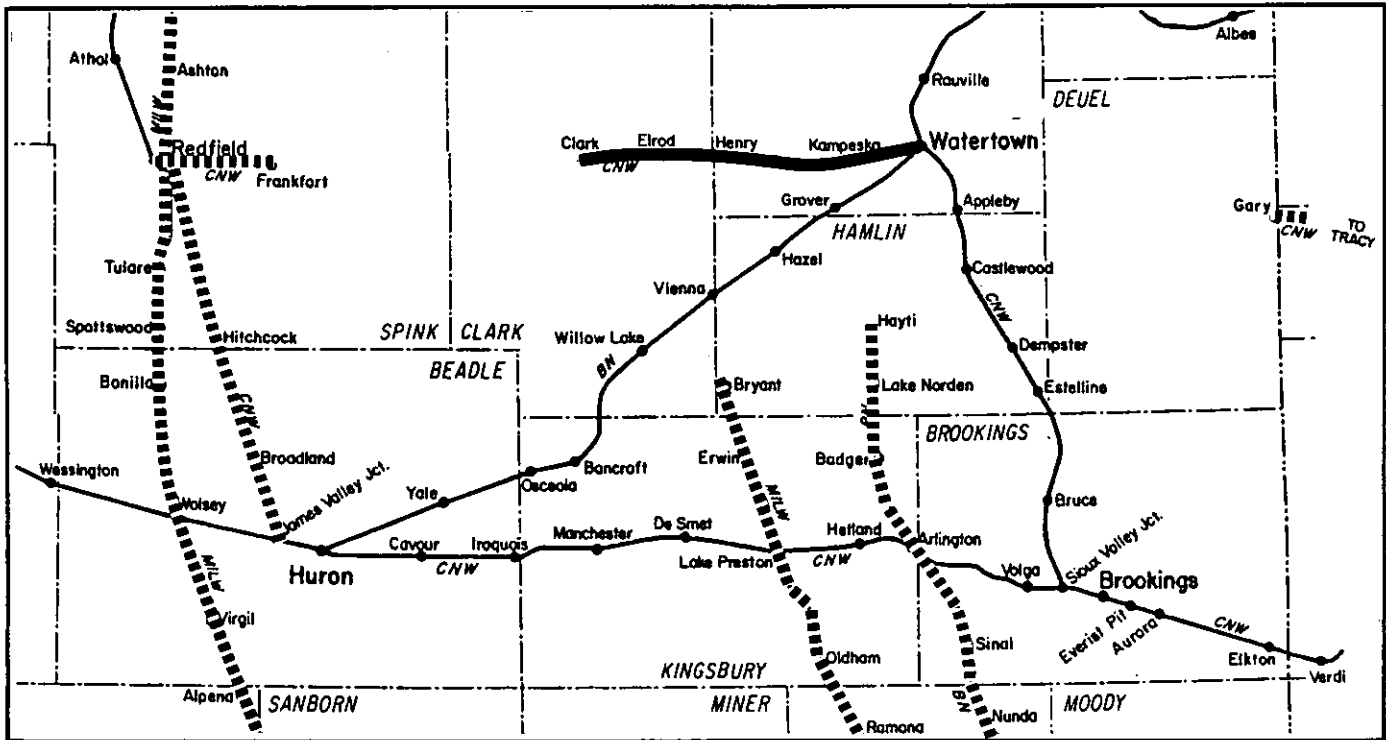 Athol
Ashton
MILW
Redfield
CNW
Frankfort
Clark
Elrod
Henry
Kampeska
CNW
Rauville
Albee
DEUEL
Watertown
Grover
Appleby
HAMLIN
Gary
CNW
TO
TRACY
Tulare
Hazel
Castlewood
Vienna
CNW
Spottswood
Hitchcock
SPINK
CLARK
Willow Lake
Hayti
Dempster
BEADLE
BN
Bonilla
Bryant
Lake Norden
Estelline
CNW
BN
BROOKINGS
Wessington
Broadland
Bancroft
Erwin
Badger
Osceola
Yale
MILW
Wolsey
James Valley Jct.
Bruce
Huron
Cavour
CNW
Iroquois
Manchester
De Smet
Lake Preston
CNW
Hetland
Arlington
Volga
Sioux Valley Jct.
Brookings
MILW
Virgil
Everist Pit
Aurora
CNW
Sinai
Elkton
Verdi
Oldham
KINGSBURY
Alpena
SANBORN
MINER
Ramona
BN
Nunda
MOODY